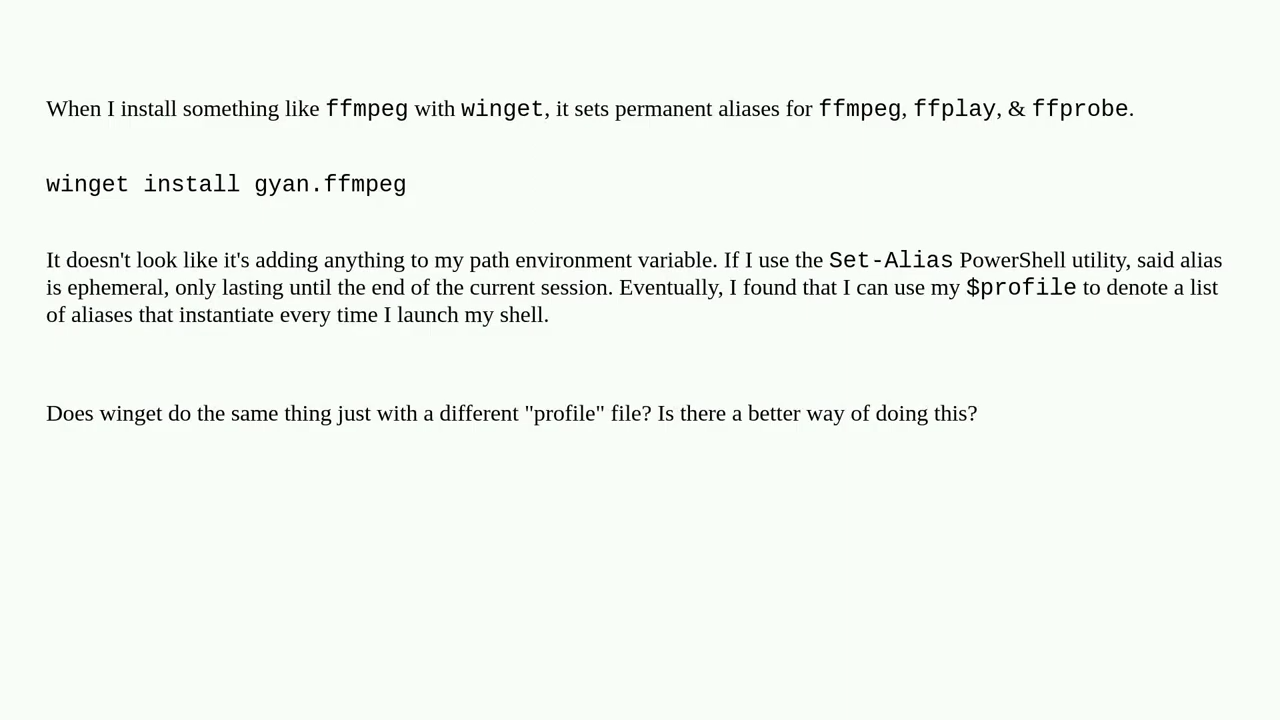 When I install something like ffmpeg with winget, it sets permanent aliases for ffmpeg, ffplay, & ffprobe.
winget install gyan.ffmpeg
It doesn't look like it's adding anything to my path environment variable. If I use the Set-Alias PowerShell utility, said alias
is ephemeral, only lasting until the end of the current session. Eventually, I found that I can use my $profile to denote a list
of aliases that instantiate every time I launch my shell.
Does winget do the same thing just with a different "profile" file? Is there a better way of doing this?